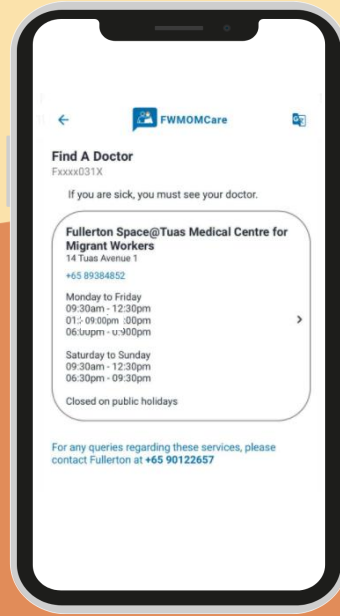 FWMOMCare
Find A Doctor
Fxxxx031X
If you are sick, you must see your doctor.
Fullerton Space@Tuas Medical Centre for
Migrant Workers
14 Tuas Avenue 1
+65 89384852
Monday to Friday
09:30am - 12:30pm
09:00pm :00pm
Saturday to Sunday
09:30am - 12:30pm
06:30pm - 09:30pm
Closed on public holidays
For any queries regarding these services, please
contact Fullerton at +65 90122657